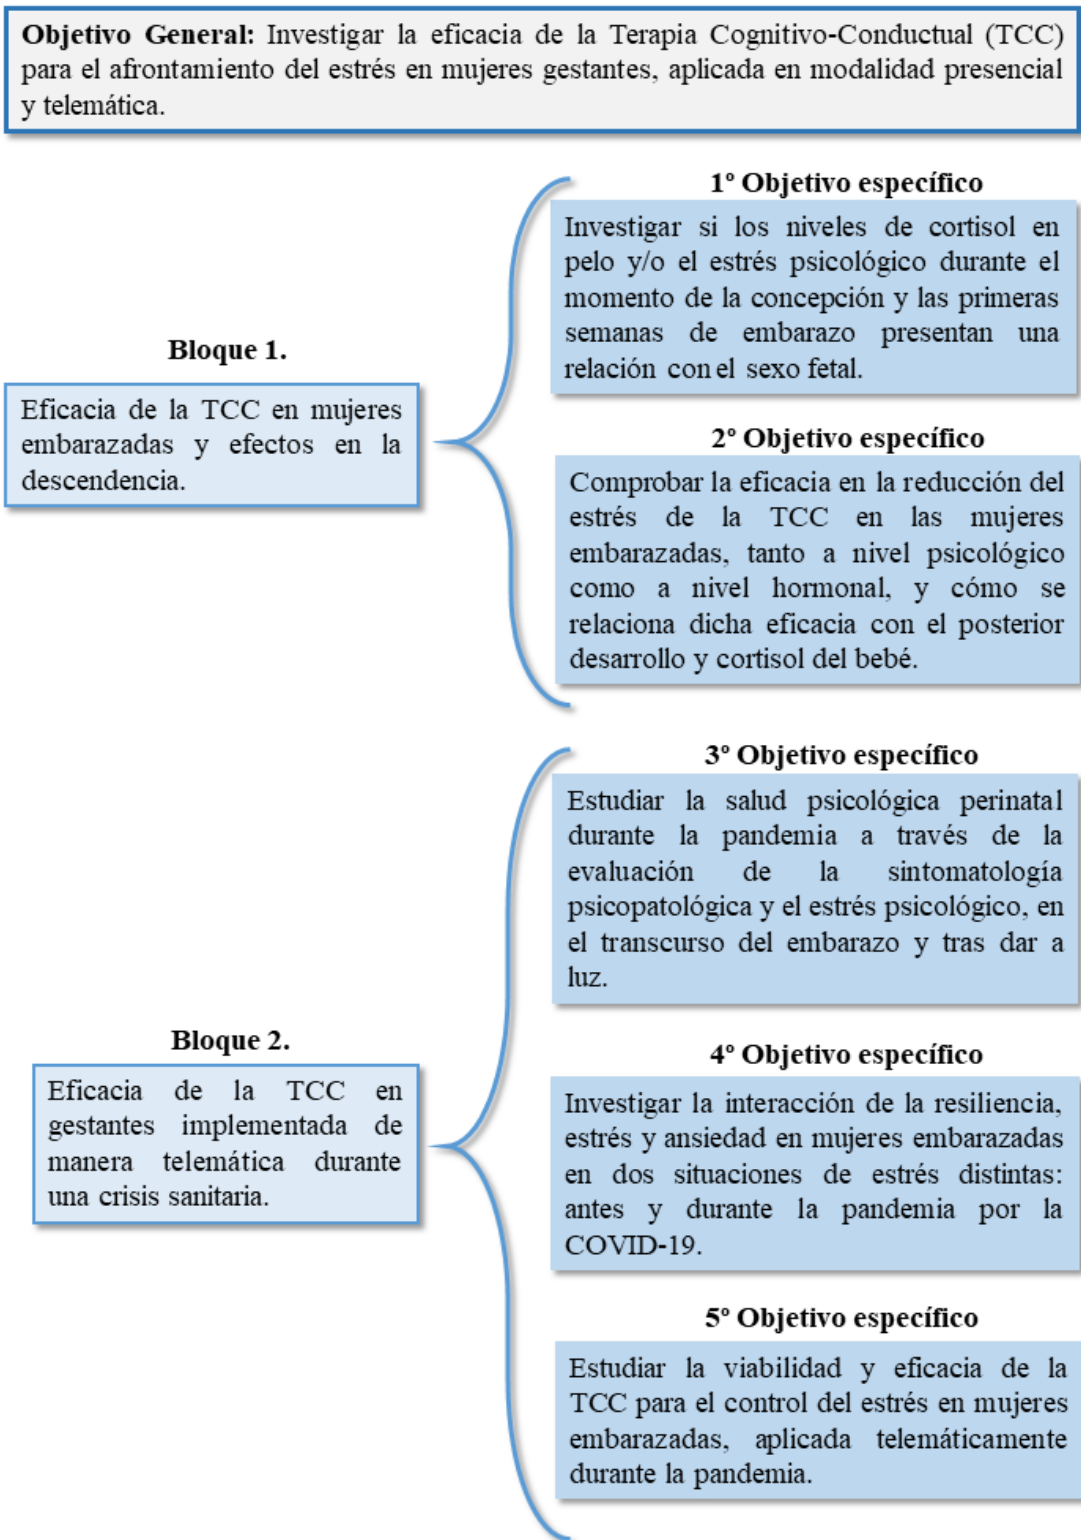 Objetivo General: Investigar la eficacia de la Terapia Cognitivo-Conductual (TCC)
para el afrontamiento del estrés en mujeres gestantes, aplicada en modalidad presencial
y telemática.
Bloque 1.
Eficacia de la TCC en mujeres
embarazadas y efectos en la
descendencia.
1º Objetivo específico
Investigar si los niveles de cortisol en
pelo y/o el estrés psicológico durante el
momento de la concepción y las primeras
semanas de embarazo presentan una
relación con el sexo fetal.
2º Objetivo específico
Comprobar la eficacia en la reducción del
estrés de la TCC en las mujeres
embarazadas, tanto a nivel psicológico
como a nivel hormonal, y cómo se
relaciona dicha eficacia con el posterior
desarrollo y cortisol del bebé.
Bloque 2.
Eficacia de la TCC en
gestantes implementada de
manera telemática durante
una crisis sanitaria.
3º Objetivo específico
Estudiar la salud psicológica perinatal
durante la pandemia a través de la
evaluación de la sintomatología
psicopatológica y el estrés psicológico, en
el transcurso del embarazo y tras dar a
luz.
4º Objetivo específico
Investigar la interacción de la resiliencia,
estrés y ansiedad en mujeres embarazadas
en dos situaciones de estrés distintas:
antes y durante la pandemia por la
COVID-19.
5º Objetivo específico
Estudiar la viabilidad y eficacia de la
TCC para el control del estrés en mujeres
embarazadas, aplicada telemáticamente
durante la pandemia.